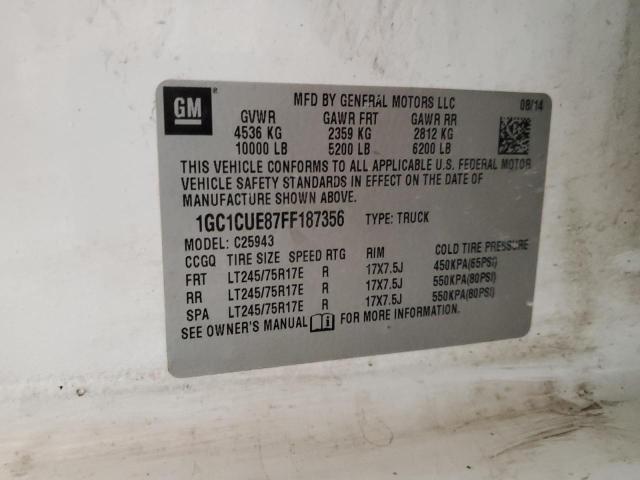 GM
MFD BY GENERAL MOTORS LLC 08/14
GVWR GAWR FRT GAWR RR
4536 KG 2359 KG 2812 KG
10000 LB 5200 LB 6200 LB
THIS VEHICLE CONFORMS TO ALL APPLICABLE U.S. FEDERAL MOTOR
VEHICLE SAFETY STANDARDS IN EFFECT ON THE DATE OF
MANUFACTURE SHOWN ABOVE.
1GC1CUE87FF187356 TYPE: TRUCK
MODEL: C25943
CCGQ TIRE SIZE SPEED RTG RIM COLD TIRE PRESSURE
FRT LT245/75R17E R 17X7.5J 450KPA(65PSI)
RR LT245/75R17E R 17X7.5J 550KPA(80PSI)
SPA LT245/75R17E R 17X7.5J 550KPA(80PSI)
SEE OWNER'S MANUAL FOR MORE INFORMATION.